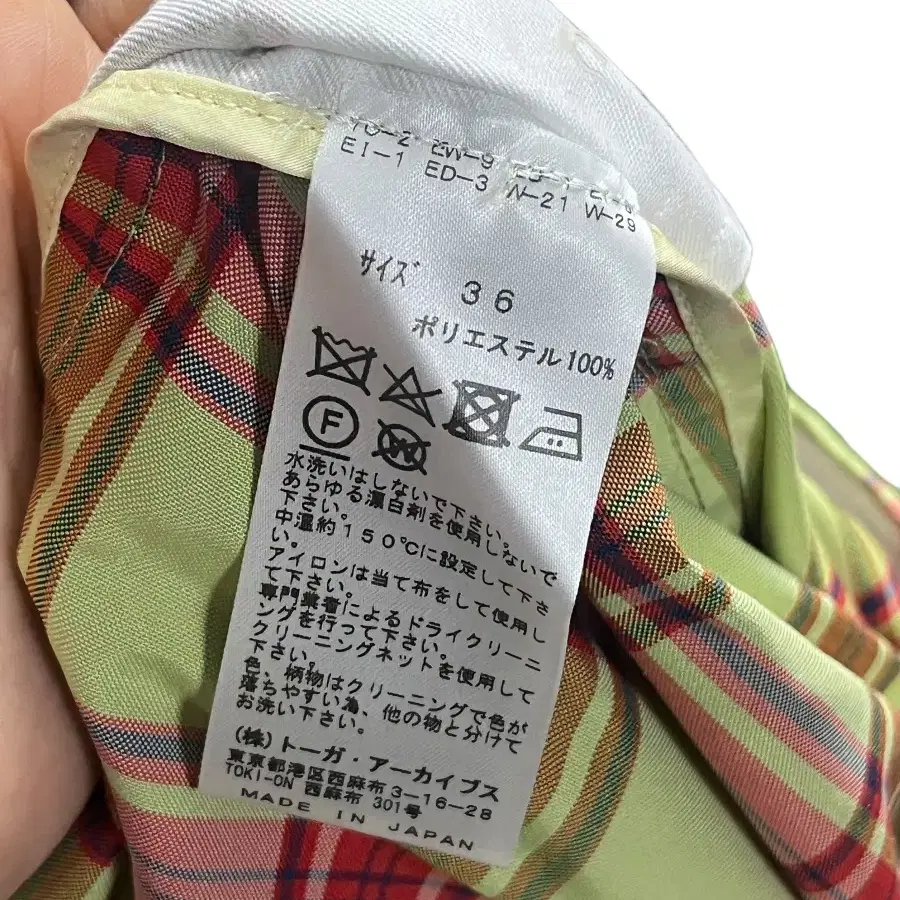 EI-1 ED-3 W-21 W-29
サイズ 36
ポリエステル100%
F
W
水洗いはしないで下さい。
あらゆる漂白剤を使用しないで
下さい。
中温約150℃に設定して下さ
い。
アイロンは当て布をして使用し
て下さい。
専門業者によるドライクリーニ
ングを行って下さい。
クリーニングネットを使用して
下さい。
色、柄物はクリーニングで色が
落ちやすい為、他の物と分けて
お洗い下さい。
(株)トーガ・アーカイブス
東京都港区西麻布3-16-28
TOKI-ON 西麻布 301号
MADE IN JAPAN